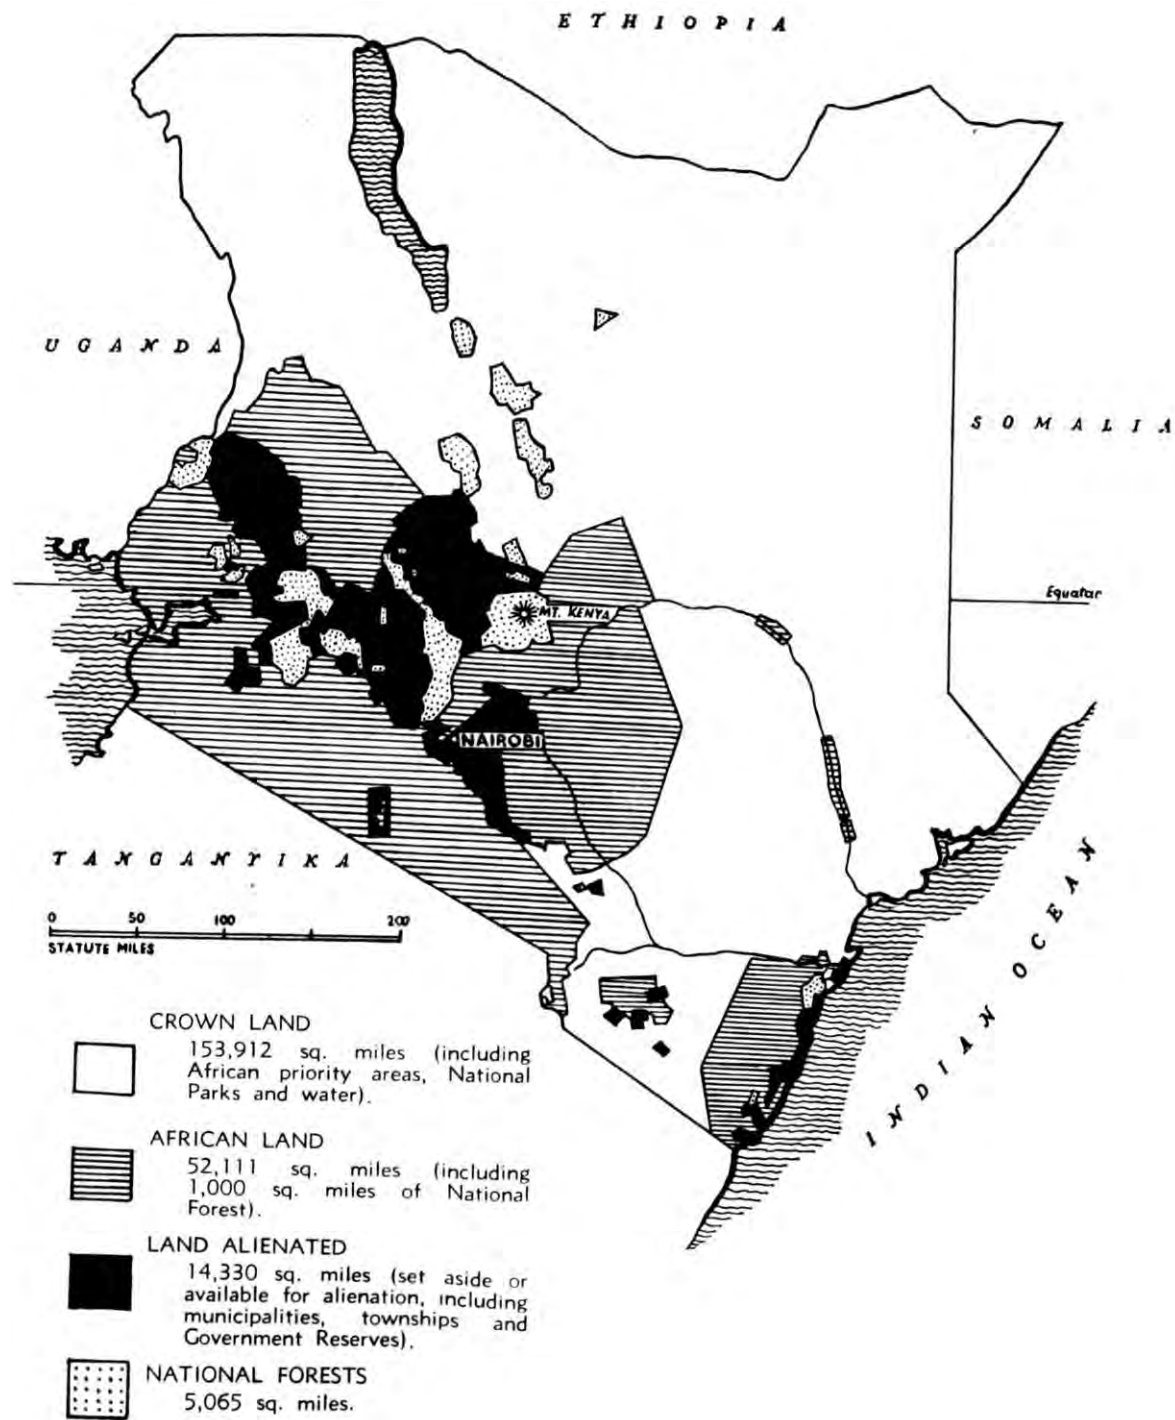 ETHIOPIA
UGANDA
SOMALIA
Equator
MT. KENYA
NAIROBI
TANGANYIKA
INDIAN OCEAN
0 50 100 200
STATUTE MILES
CROWN LAND
153,912 sq. miles (including
African priority areas, National
Parks and water).
AFRICAN LAND
52,111 sq. miles (including
1,000 sq. miles of National
Forest).
LAND ALIENATED
14,330 sq. miles (set aside or
available for alienation, including
municipalities, townships and
Government Reserves).
NATIONAL FORESTS
5,065 sq. miles.